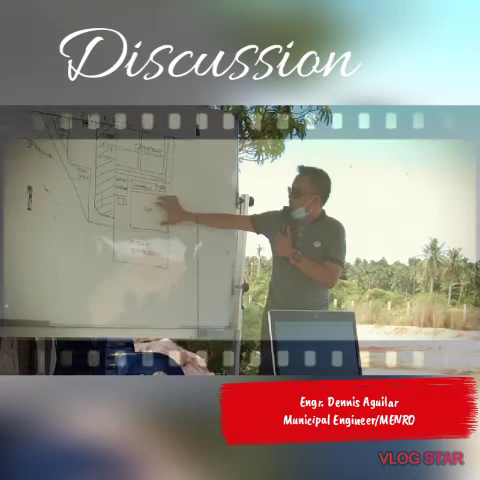 Discussion
Engr. Dennis Aguilar
Municipal Engineer/MENRO
VLOG STAR